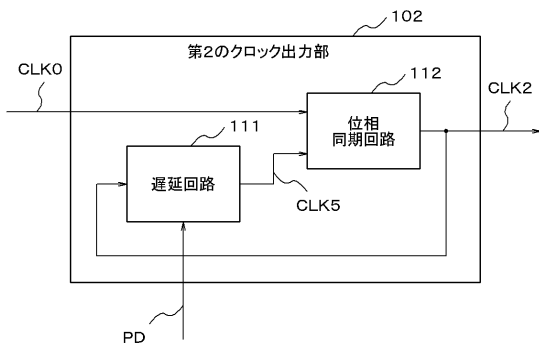 102
第2のクロック出力部
CLK0
112
CLK2
位相
同期回路
111
遅延回路
CLK5
PD